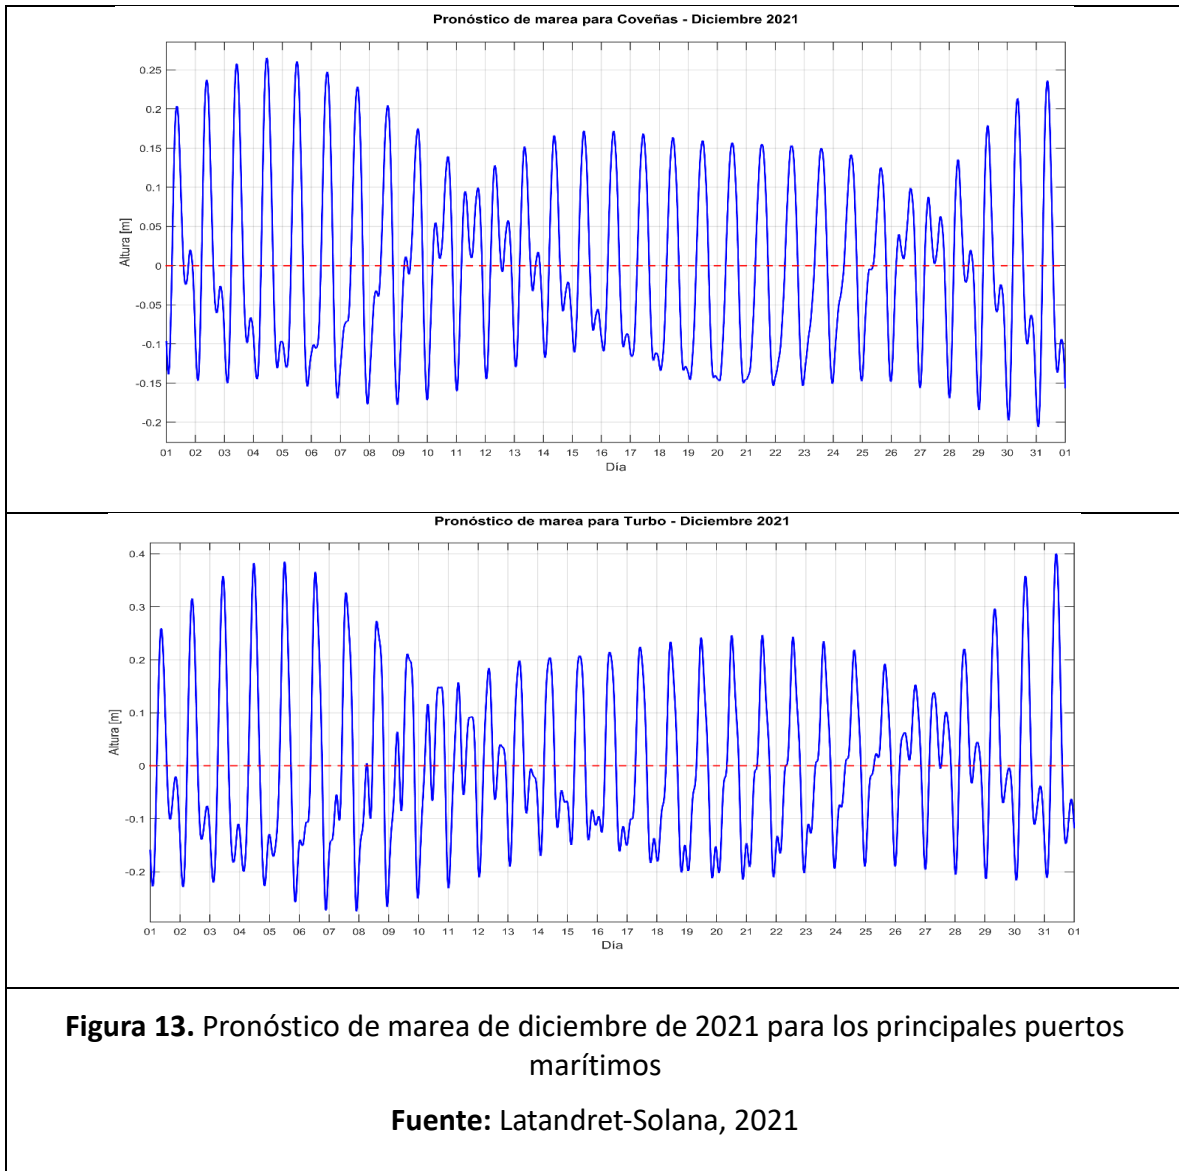 Pronóstico de marea para Coveñas - Diciembre 2021
Altura [m]
0.25
0.2
0.15
0.1
0.05
0
-0.05
-0.1
-0.15
-0.2
01 02 03 04 05 06 07 08 09 10 11 12 13 14 15 16 17 18 19 20 21 22 23 24 25 26 27 28 29 30 31 01
Día
Pronóstico de marea para Turbo - Diciembre 2021
Altura [m]
0.4
0.3
0.2
0.1
0
-0.1
-0.2
01 02 03 04 05 06 07 08 09 10 11 12 13 14 15 16 17 18 19 20 21 22 23 24 25 26 27 28 29 30 31 01
Día
Figura 13. Pronóstico de marea de diciembre de 2021 para los principales puertos
marítimos
Fuente: Latandret-Solana, 2021